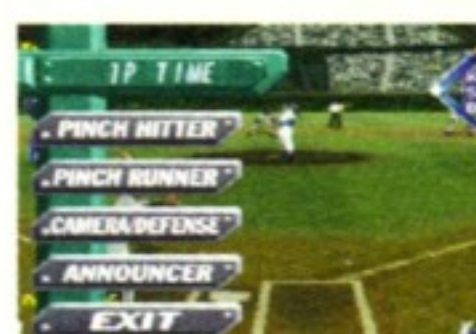 1P TIME
PINCH HITTER
PINCH RUNNER
CAMERA/DEFENSE
ANNOUNCER
EXIT